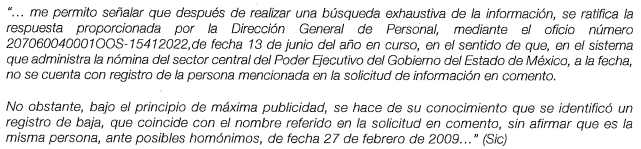 "... me permito señalar que después de realizar una búsqueda exhaustiva de la información, se ratifica la
respuesta proporcionada por la Dirección General de Personal, mediante el oficio número
207060040001OOS-15412022,de fecha 13 de junio del año en curso, en el sentido de que, en el sistema
que administra la nómina del sector central del Poder Ejecutivo del Gobierno del Estado de México, a la fecha,
no se cuenta con registro de la persona mencionada en la solicitud de información en comento.
No obstante, bajo el principio de máxima publicidad, se hace de su conocimiento que se identificó un
registro de baja, que coincide con el nombre referido en la solicitud en comento, sin afirmar que es la
misma persona, ante posibles homónimos, de fecha 27 de febrero de 2009..." (Sic)